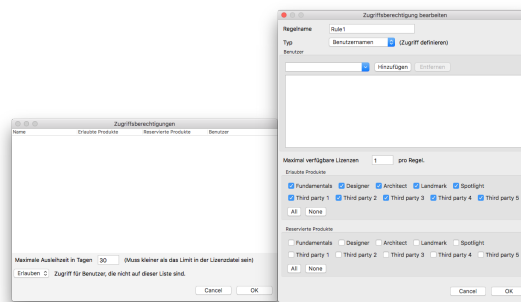 Zugriffsberechtigungen
Name Erlaubte Produkte Reservierte Produkte Benutzer
Maximale Ausleihzeit in Tagen 30 (Muss kleiner als das Limit in der Lizenzdatei sein)
Erlauben Zugriff für Benutzer, die nicht auf dieser Liste sind.
Cancel OK
Zugriffsberechtigung bearbeiten
Regelname Rule1
Typ Benutzernamen (Zugriff definieren)
Benutzer
Hinzufügen Entfernen
Maximal verfügbare Lizenzen 1 pro Regel.
Erlaubte Produkte
Fundamentals Designer Architect Landmark Spotlight
Third party 1 Third party 2 Third party 3 Third party 4 Third party 5
All None
Reservierte Produkte
Fundamentals Designer Architect Landmark Spotlight
Third party 1 Third party 2 Third party 3 Third party 4 Third party 5
All None
Cancel OK